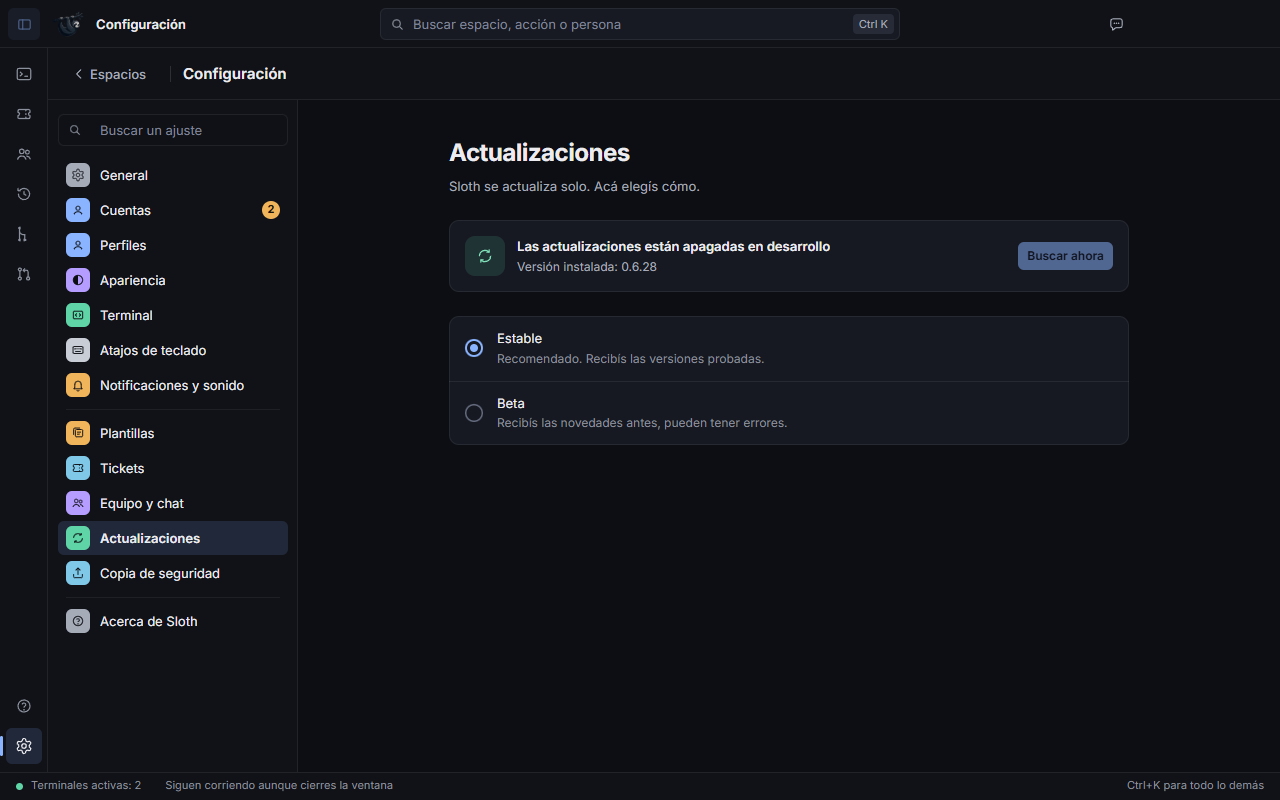 Configuración
Buscar espacio, acción o persona
Ctrl K
Espacios
Configuración
Buscar un ajuste
General
Cuentas
2
Perfiles
Apariencia
Terminal
Atajos de teclado
Notificaciones y sonido
Plantillas
Tickets
Equipo y chat
Actualizaciones
Copia de seguridad
Acerca de Sloth
Actualizaciones
Sloth se actualiza solo. Acá elegís cómo.
Las actualizaciones están apagadas en desarrollo
Versión instalada: 0.6.28
Buscar ahora
Estable
Recomendado. Recibís las versiones probadas.
Beta
Recibís las novedades antes, pueden tener errores.
Terminales activas: 2
Siguen corriendo aunque cierres la ventana
Ctrl+K para todo lo demás